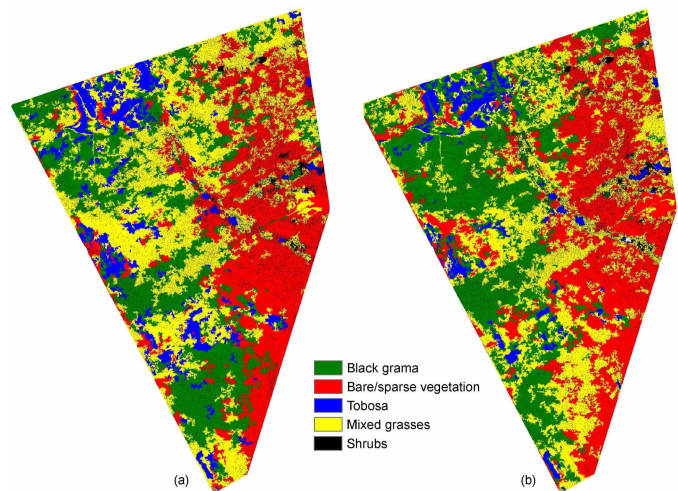 Black grama
Bare/sparse vegetation
Tobosa
Mixed grasses
Shrubs
(a)
(b)